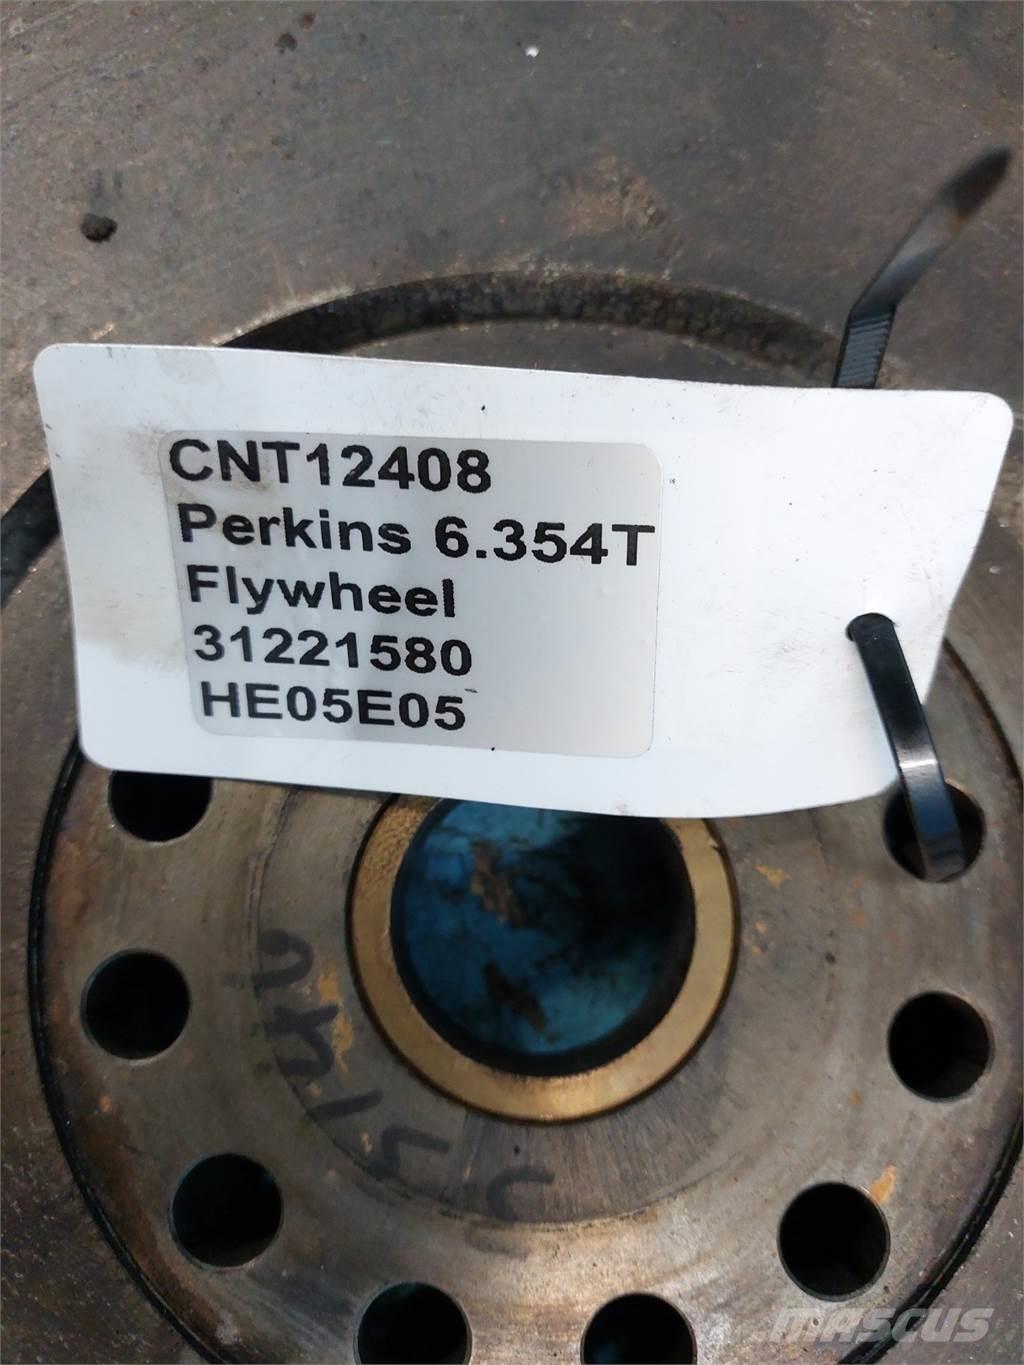 CNT12408
Perkins 6.354T
Flywheel
31221580
HE05E05
MASCUS